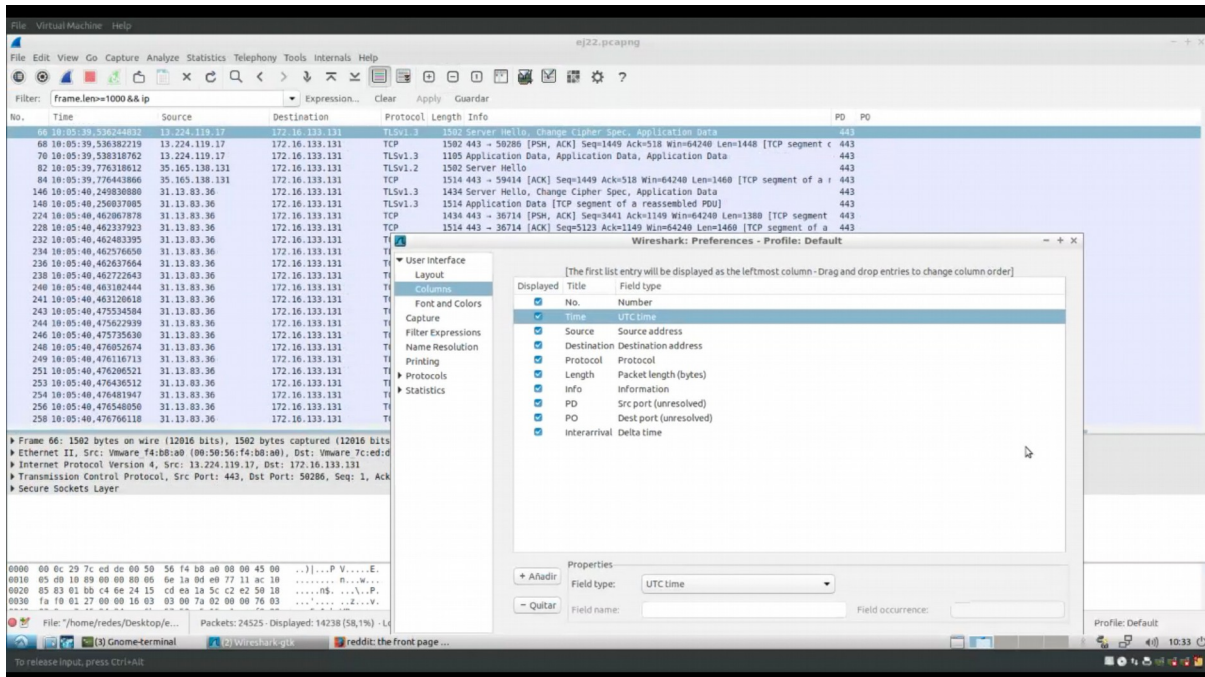 File Virtual Machine Help
ej22.pcapng
File Edit View Go Capture Analyze Statistics Telephony Tools Internals Help
Filter: frame.len>=1000 && ip Expression... Clear Apply Guardar
No. Time Source Destination Protocol Length Info PD PO
66 10:05:39,536244832 13.224.119.17 172.16.133.131 TLSv1.3 1502 Server Hello, Change Cipher Spec, Application Data 443
68 10:05:39,536382219 13.224.119.17 172.16.133.131 TCP 1502 443 → 50286 [PSH, ACK] Seq=1449 Ack=518 Win=64240 Len=1448 [TCP segment 443
70 10:05:39,538318762 13.224.119.17 172.16.133.131 TLSv1.3 1105 Application Data, Application Data, Application Data 443
82 10:05:39,776318612 35.165.138.131 172.16.133.131 TLSv1.2 1502 Server Hello 443
84 10:05:39,776443866 35.165.138.131 172.16.133.131 TCP 1514 443 → 59414 [ACK] Seq=1449 Ack=518 Win=64240 Len=1460 [TCP segment of a 443
146 10:05:40,249830880 31.13.83.36 172.16.133.131 TLSv1.3 1434 Server Hello, Change Cipher Spec, Application Data 443
148 10:05:40,250037085 31.13.83.36 172.16.133.131 TLSv1.3 1514 Application Data [TCP segment of a reassembled PDU] 443
224 10:05:40,462067878 31.13.83.36 172.16.133.131 TCP 1434 443 → 36714 [PSH, ACK] Seq=3441 Ack=1149 Win=64240 Len=1380 [TCP segment 443
228 10:05:40,462337923 31.13.83.36 172.16.133.131 TCP 1514 443 → 36714 [ACK] Seq=5123 Ack=1149 Win=64240 Len=1460 [TCP segment of a 443
232 10:05:40,462483395 31.13.83.36 172.16.133.131
234 10:05:40,462576650 31.13.83.36 172.16.133.131
236 10:05:40,462637664 31.13.83.36 172.16.133.131
238 10:05:40,462722643 31.13.83.36 172.16.133.131
240 10:05:40,463102444 31.13.83.36 172.16.133.131
241 10:05:40,463120618 31.13.83.36 172.16.133.131
243 10:05:40,475534584 31.13.83.36 172.16.133.131
244 10:05:40,475622939 31.13.83.36 172.16.133.131
246 10:05:40,475735630 31.13.83.36 172.16.133.131
248 10:05:40,476052674 31.13.83.36 172.16.133.131
249 10:05:40,476116713 31.13.83.36 172.16.133.131
251 10:05:40,476206521 31.13.83.36 172.16.133.131
253 10:05:40,476436512 31.13.83.36 172.16.133.131
254 10:05:40,476481947 31.13.83.36 172.16.133.131
256 10:05:40,476548050 31.13.83.36 172.16.133.131
258 10:05:40,476766118 31.13.83.36 172.16.133.131
Frame 66: 1502 bytes on wire (12016 bits), 1502 bytes captured (12016 bits
Ethernet II, Src: Vmware_f4:b8:a0 (00:50:56:f4:b8:a0), Dst: Vmware_7c:ed:d
Internet Protocol Version 4, Src: 13.224.119.17, Dst: 172.16.133.131
Transmission Control Protocol, Src Port: 443, Dst Port: 50286, Seq: 1, Ack
Secure Sockets Layer
0000 00 0c 29 7c ed de 00 50 56 f4 b8 a0 08 00 45 00 ..)|...P V.....E.
0010 05 d0 10 89 00 00 80 06 6e 1a 0d e0 77 11 ac 10 ........ n...w...
0020 85 83 01 bb c4 6e 24 15 cd ea 1a 5c c2 e2 50 18 .....n$. ...\..P.
0030 fa f0 01 27 00 00 16 03 03 00 7a 02 00 00 76 03 ...'.... ..z...v.
Wireshark: Preferences - Profile: Default
User Interface
Layout
Columns
Font and Colors
Capture
Filter Expressions
Name Resolution
Printing
Protocols
Statistics
[The first list entry will be displayed as the leftmost column - Drag and drop entries to change column order]
Displayed Title Field type
No. Number
Time UTC time
Source Source address
Destination Destination address
Protocol Protocol
Length Packet length (bytes)
Info Information
PD Src port (unresolved)
PO Dest port (unresolved)
Interarrival Delta time
Properties
+ Añadir Field type: UTC time
− Quitar Field name: Field occurrence:
File: "/home/redes/Desktop/e... Packets: 24525 · Displayed: 14238 (58,1%) · Profile: Default
(3) Gnome-terminal (2) Wireshark-gtk reddit: the front page ... 10:33
To release input, press Ctrl+Alt